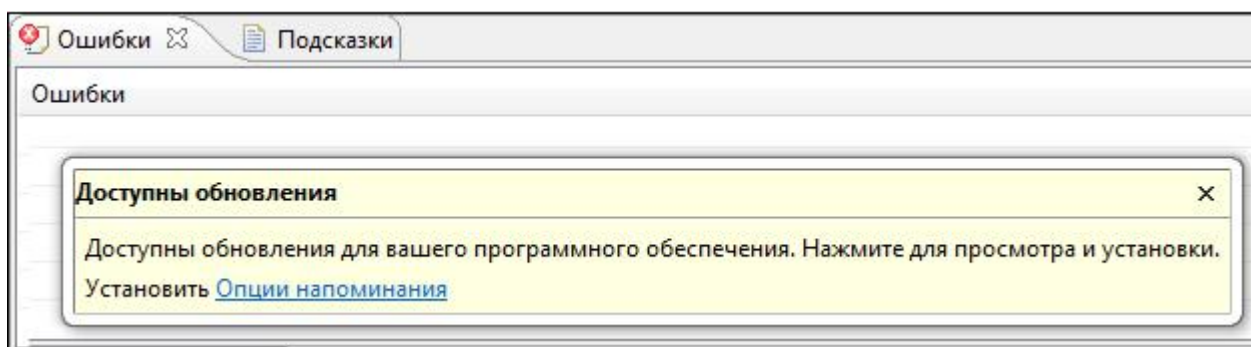 Ошибки Подсказки
Ошибки
Доступны обновления
Доступны обновления для вашего программного обеспечения. Нажмите для просмотра и установки.
Установить Опции напоминания